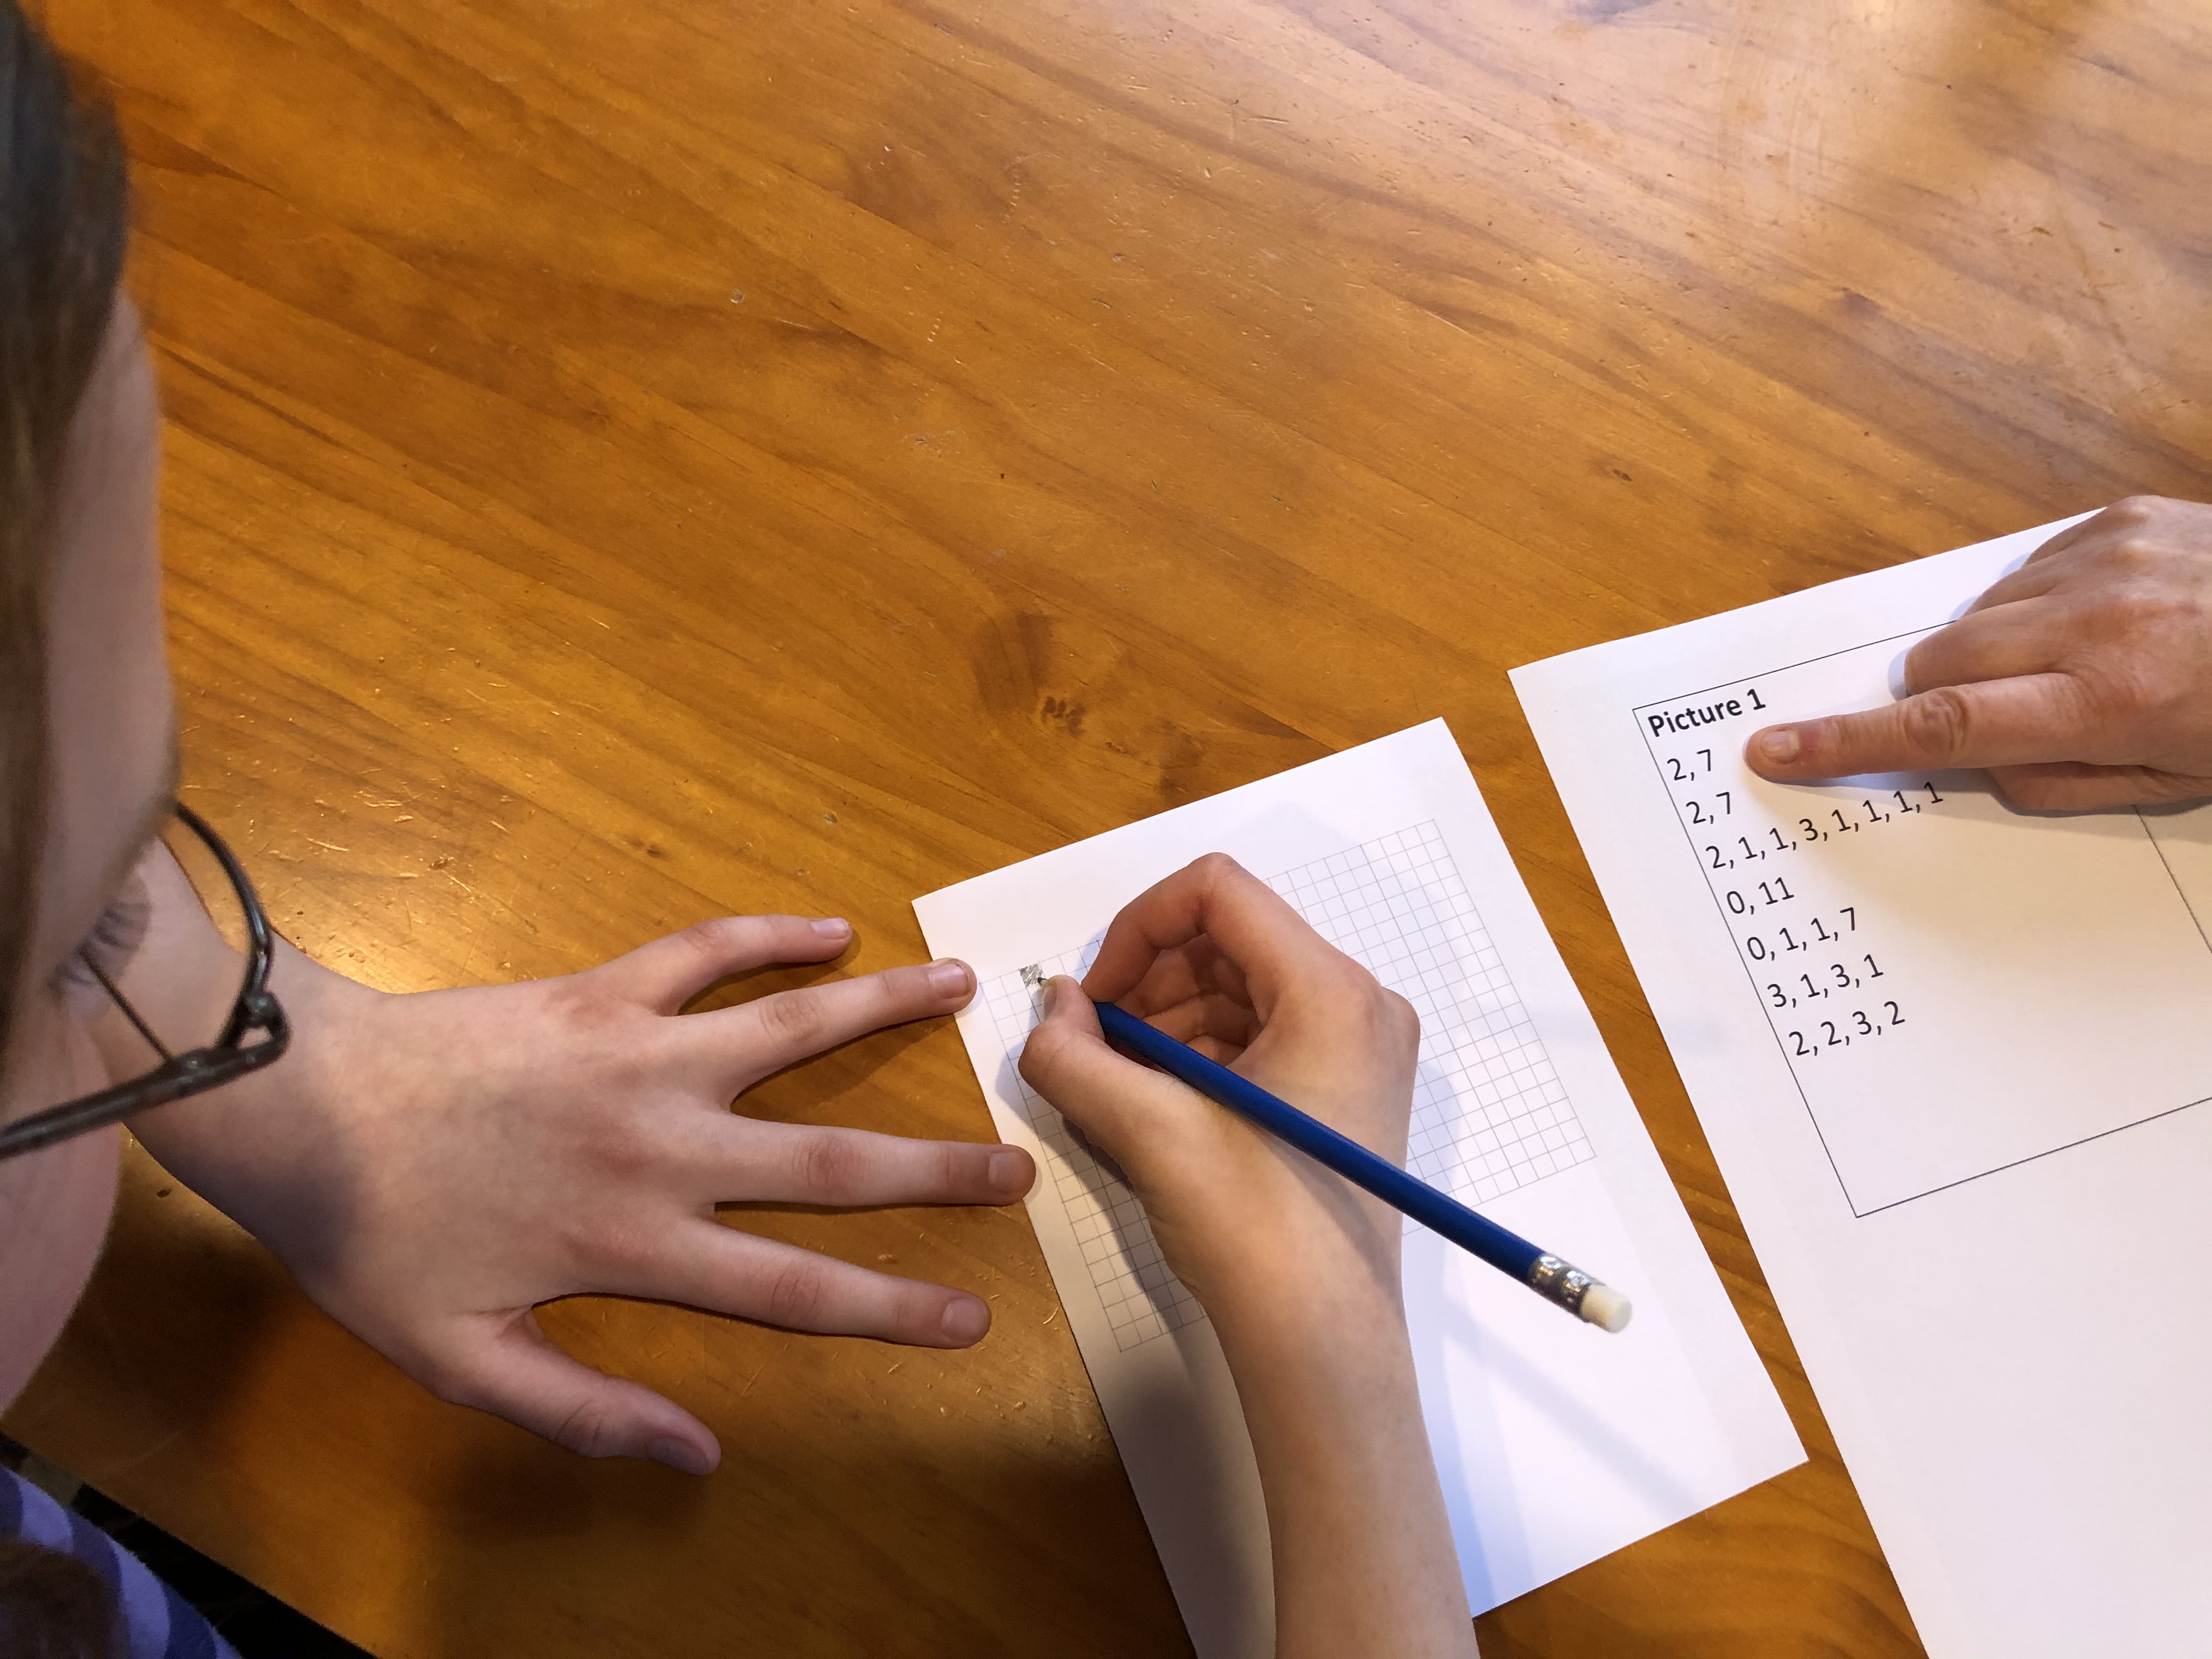 Picture 1
2, 7
2, 7
2, 1, 1, 3, 1, 1, 1, 1
0, 11
0, 1, 1, 7
3, 1, 3, 1
2, 2, 3, 2